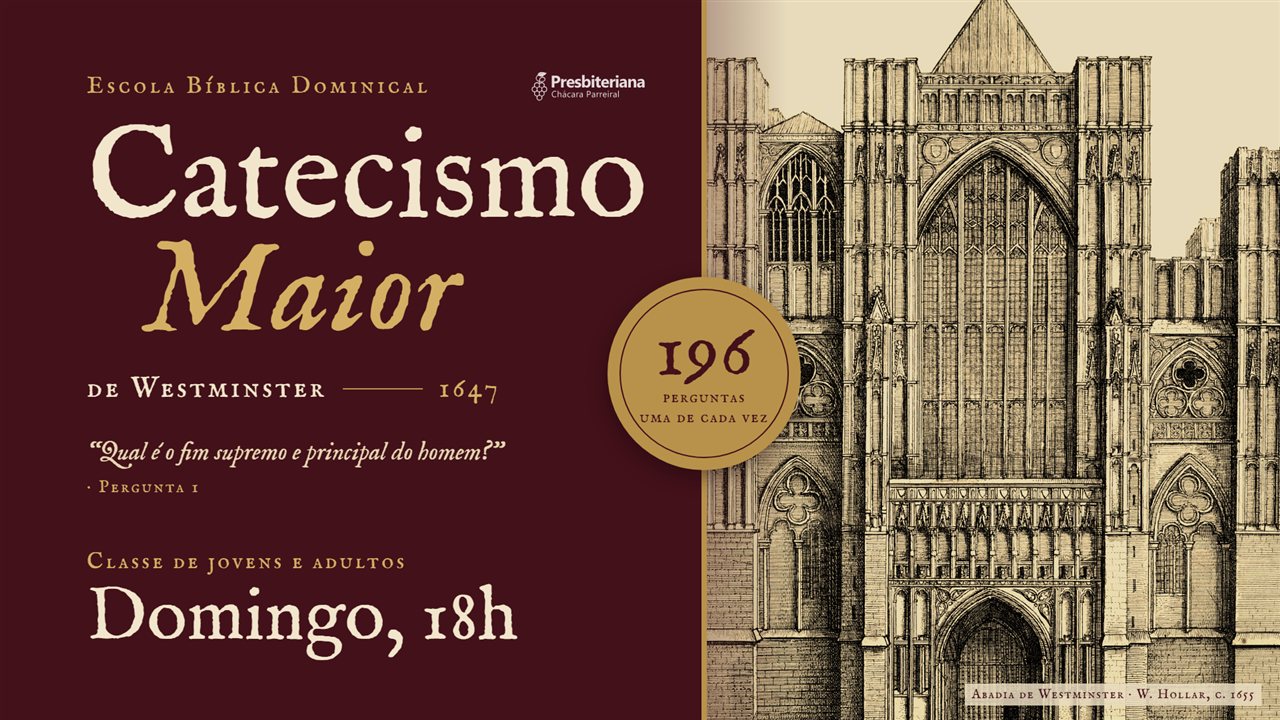 Escola Bíblica Dominical
Presbiteriana
Chácara Parreiral
Catecismo
Maior
de Westminster 1647
“Qual é o fim supremo e principal do homem?”
· Pergunta 1
196
perguntas
uma de cada vez
Classe de jovens e adultos
Domingo, 18h
Abadia de Westminster · W. Hollar, c. 1655